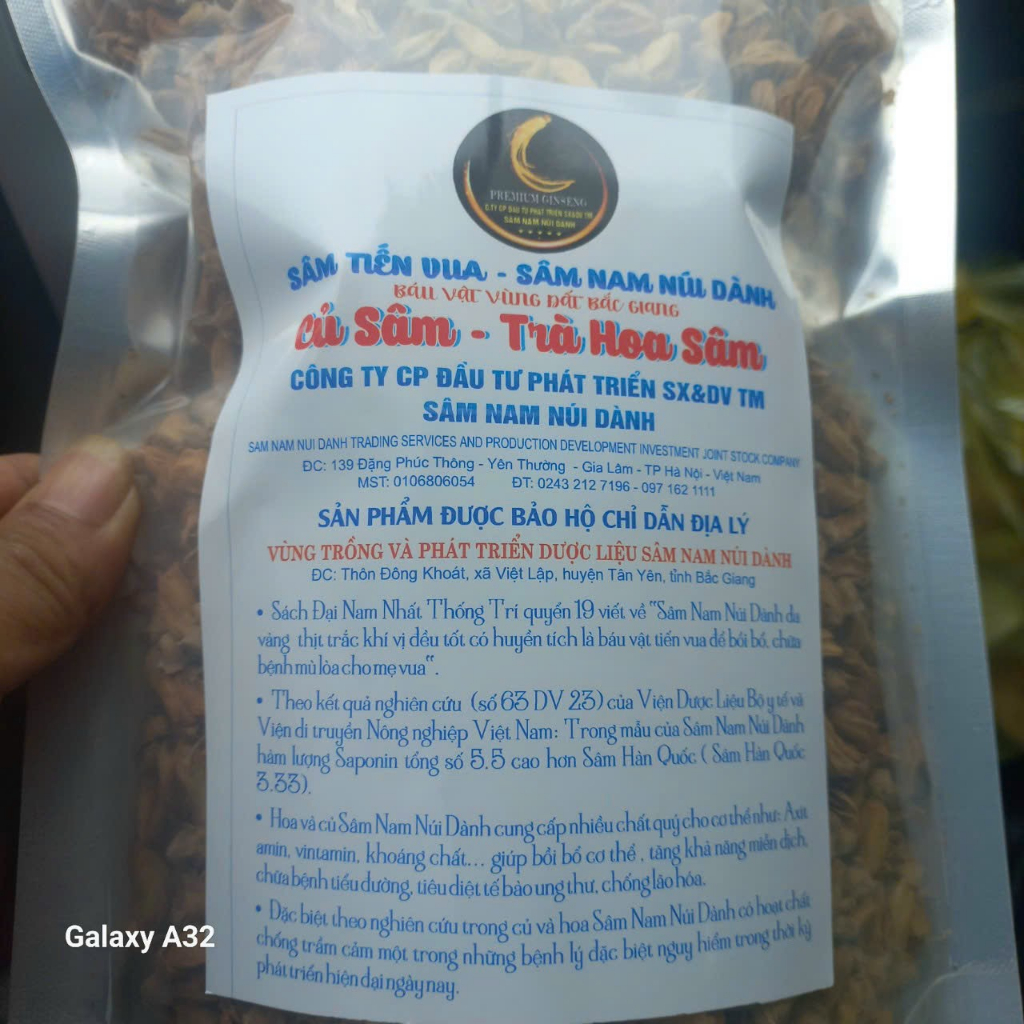 PREMIUM GINSENG
C.TY CP ĐẦU TƯ PHÁT TRIỂN SX&DV TM
SÂM NAM NÚI DÀNH
SÂM TIẾN VUA - SÂM NAM NÚI DÀNH
BÁU VẬT VÙNG ĐẤT BẮC GIANG
Củ Sâm - Trà Hoa Sâm
CÔNG TY CP ĐẦU TƯ PHÁT TRIỂN SX&DV TM
SÂM NAM NÚI DÀNH
SAM NAM NUI DANH TRADING SERVICES AND PRODUCTION DEVELOPMENT INVESTMENT JOINT STOCK COMPANY
ĐC: 139 Đặng Phúc Thông - Yên Thường - Gia Lâm - TP Hà Nội - Việt Nam
MST: 0106806054 ĐT: 0243 212 7196 - 097 162 1111
SẢN PHẨM ĐƯỢC BẢO HỘ CHỈ DẪN ĐỊA LÝ
VÙNG TRỒNG VÀ PHÁT TRIỂN DƯỢC LIỆU SÂM NAM NÚI DÀNH
ĐC: Thôn Đông Khoát, xã Việt Lập, huyện Tân Yên, tỉnh Bắc Giang
• Sách Đại Nam Nhất Thống Trí quyển 19 viết về "Sâm Nam Núi Dành da
vàng thịt trắc khí vị đều tốt có huyền tích là báu vật tiến vua để bồi bổ, chữa
bệnh mù lòa cho mẹ vua".
• Theo kết quả nghiên cứu (số 63 DV 23) của Viện Dược Liệu Bộ y tế và
Viện di truyền Nông nghiệp Việt Nam: Trong mẫu của Sâm Nam Núi Dành
hàm lượng Saponin tổng số 5.5 cao hơn Sâm Hàn Quốc ( Sâm Hàn Quốc
3.33).
• Hoa và củ Sâm Nam Núi Dành cung cấp nhiều chất quý cho cơ thể như: Axit
amin, vintamin, khoáng chất... giúp bồi bổ cơ thể , tăng khả năng miễn dịch,
chữa bệnh tiểu đường, tiêu diệt tế bào ung thư, chống lão hóa.
• Đặc biệt theo nghiên cứu trong củ và hoa Sâm Nam Núi Dành có hoạt chất
chống trầm cảm một trong những bệnh lý đặc biệt nguy hiểm trong thời kỳ
phát triển hiện đại ngày nay.
Galaxy A32